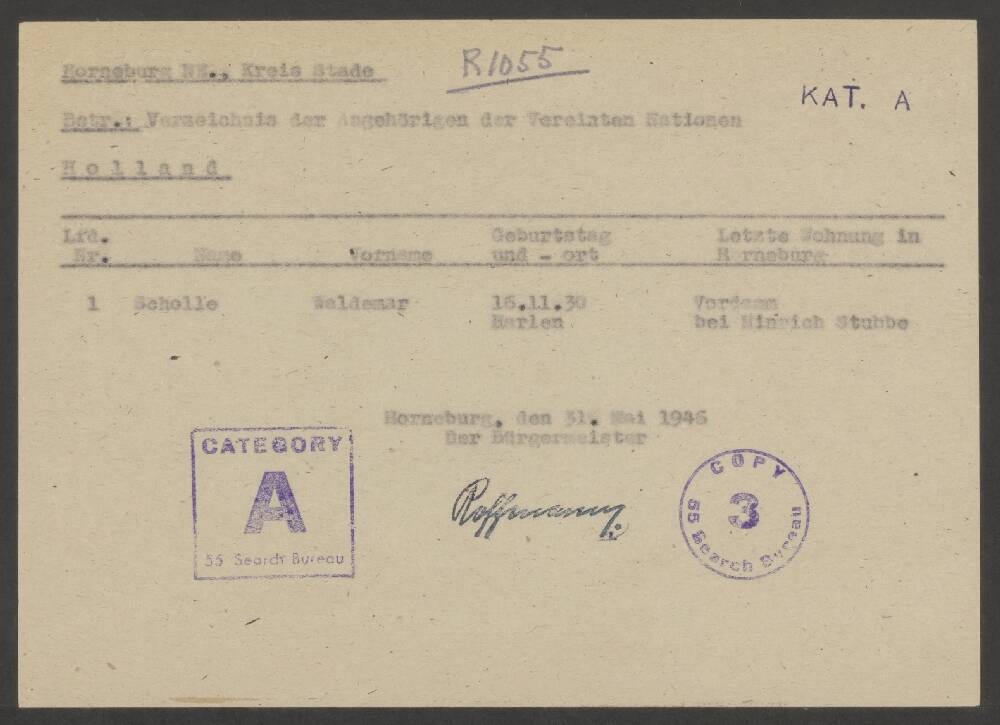 Horneburg NE., Kreis Stade
R1055
KAT. A
Betr.: Verzeichnis der Angehörigen der Vereinten Nationen
Holland
Lfd. Geburtstag Letzte Wohnung in
Nr. Name Vorname und - ort Horneburg
1 Scholle Waldemar 16.11.30 Vordamm
Harlen bei Hinrich Stubbe
Horneburg, den 31. Mai 1946
Der Bürgermeister
CATEGORY
A
55 Search Bureau
Roffmann
COPY
3
55 Search Bureau